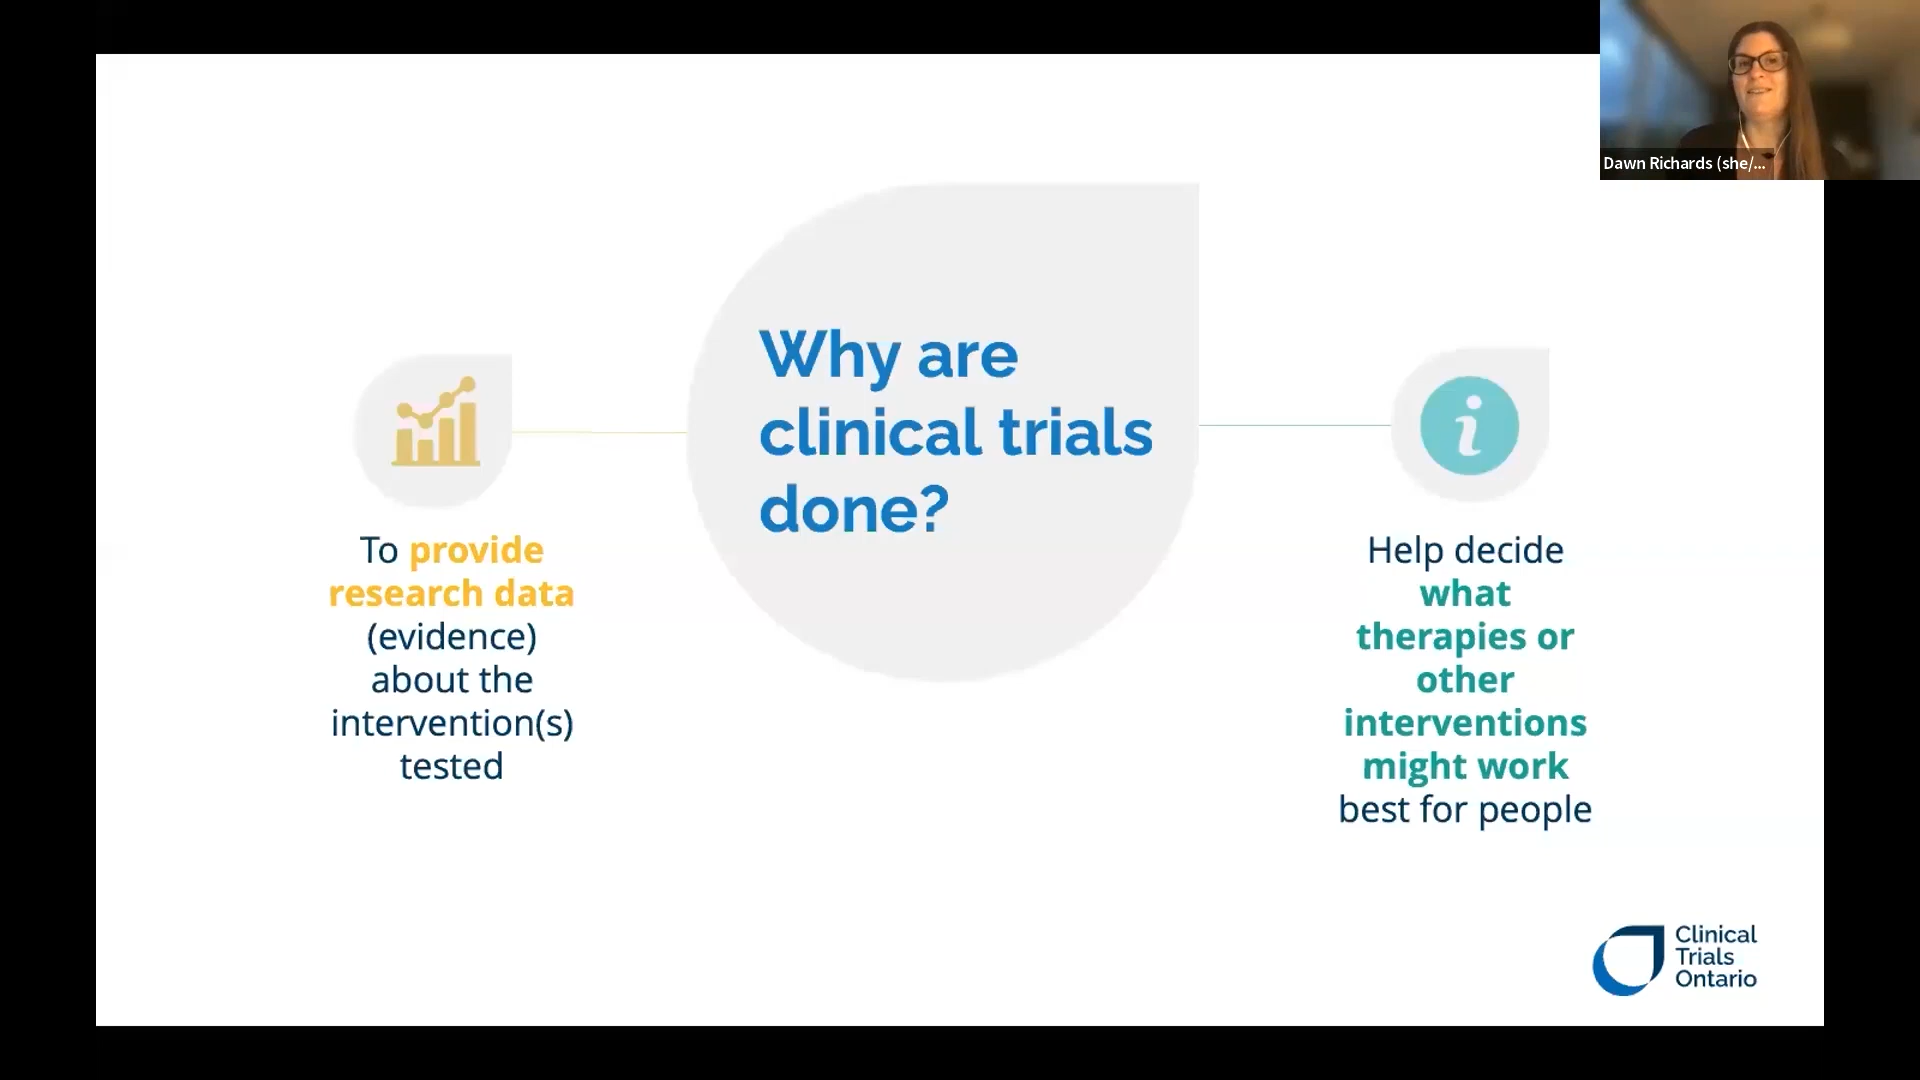 Dawn Richards (she/...
Why are
clinical trials
done?
To provide
research data
(evidence)
about the
intervention(s)
tested
Help decide
what
therapies or
other
interventions
might work
best for people
Clinical
Trials
Ontario